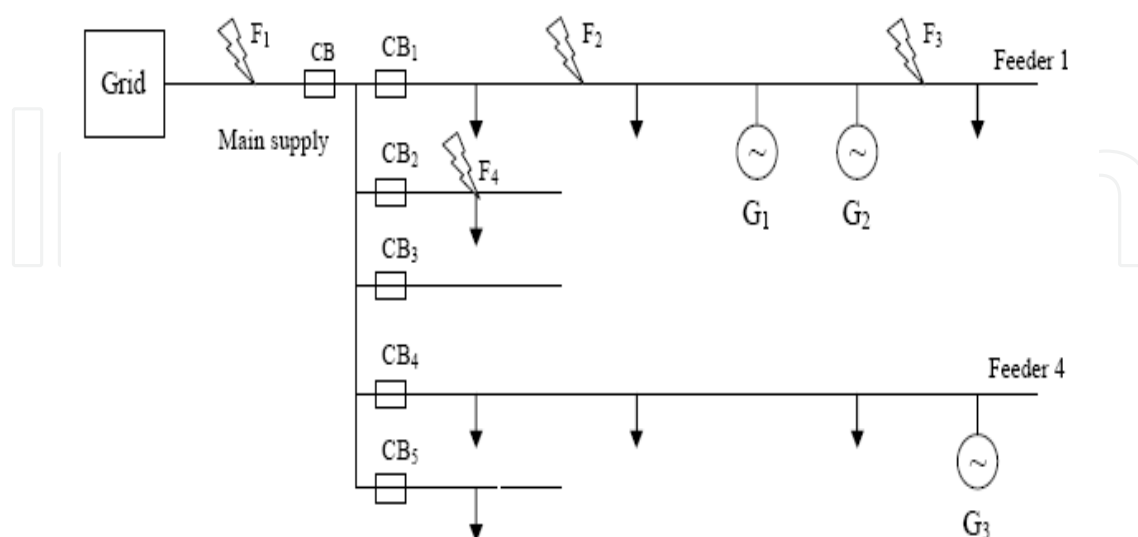 F1
CB
CB1
F2
F3
Feeder 1
Grid
Main supply
CB2
F4
~
~
G1
G2
CB3
CB4
Feeder 4
CB5
~
G3